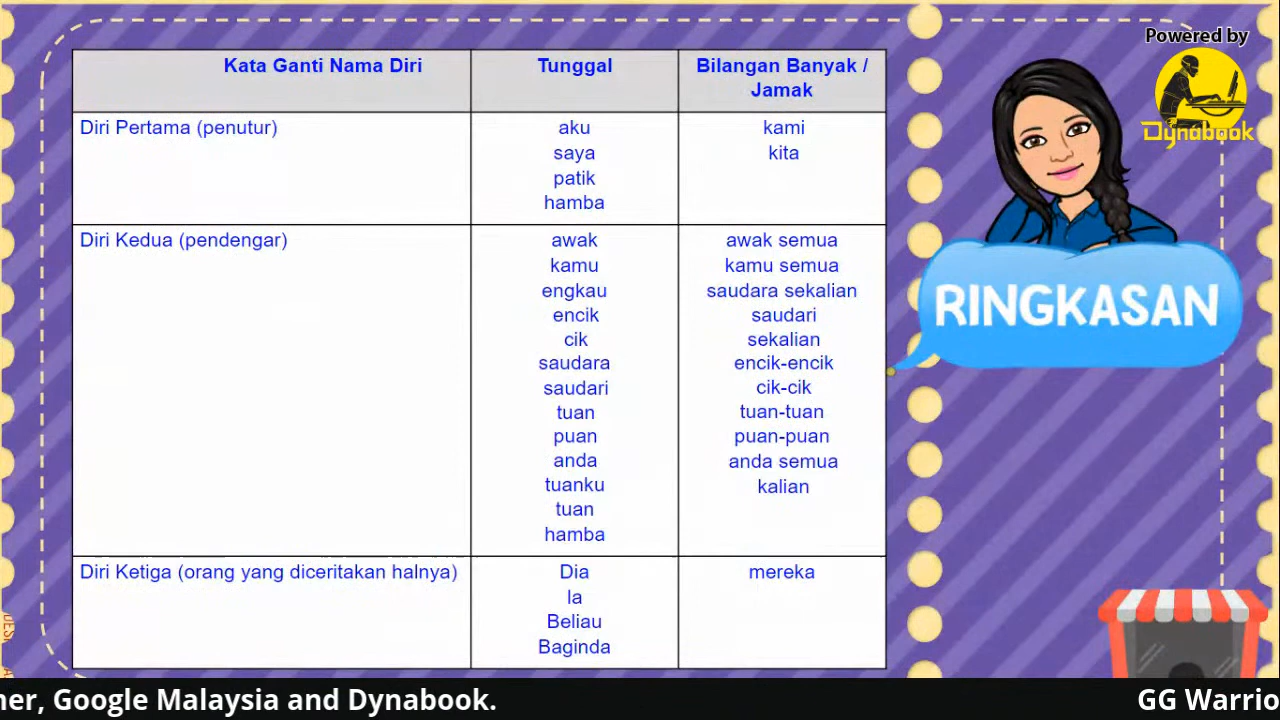 Powered by
Dynabook
Kata Ganti Nama Diri
Tunggal
Bilangan Banyak /
Jamak
Diri Pertama (penutur)
aku
saya
patik
hamba
kami
kita
Diri Kedua (pendengar)
awak
kamu
engkau
encik
cik
saudara
saudari
tuan
puan
anda
tuanku
tuan
hamba
awak semua
kamu semua
saudara sekalian
saudari
sekalian
encik-encik
cik-cik
tuan-tuan
puan-puan
anda semua
kalian
Diri Ketiga (orang yang diceritakan halnya)
Dia
Ia
Beliau
Baginda
mereka
RINGKASAN
ner, Google Malaysia and Dynabook.
GG Warrio